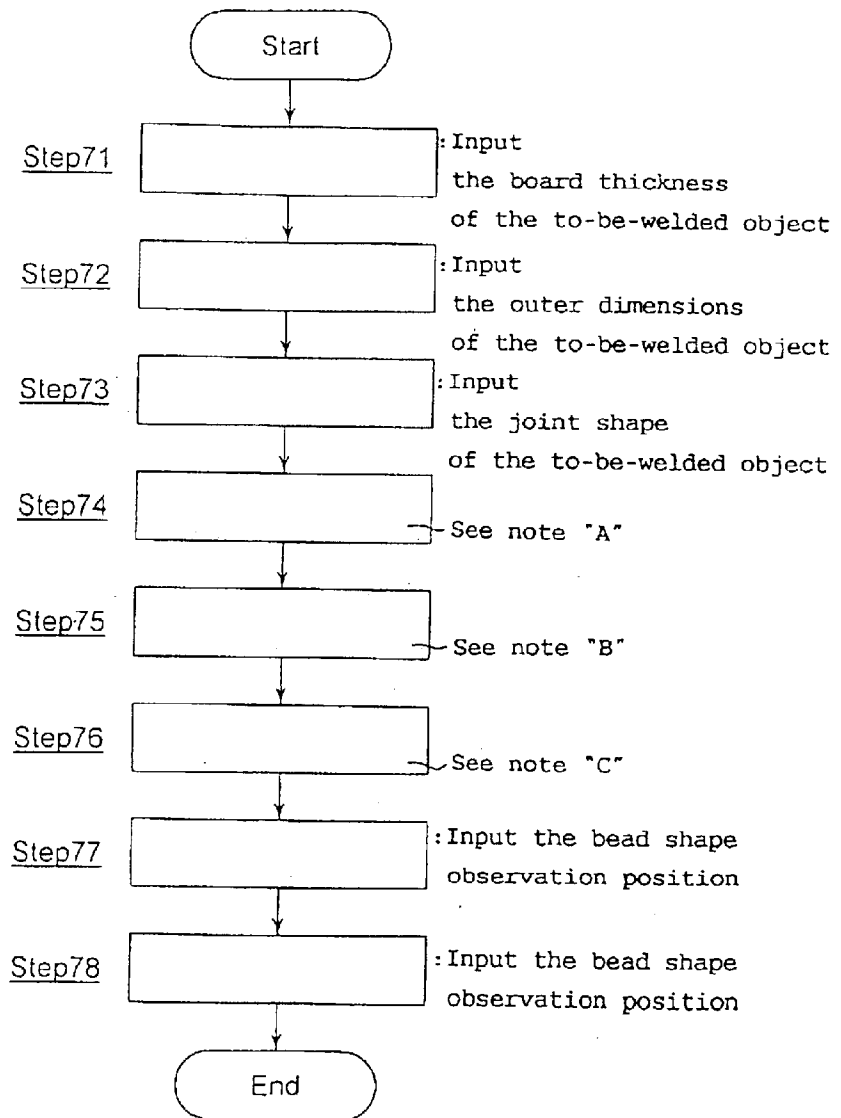 Start
Step71
:Input
the board thickness
of the to-be-welded object
Step72
:Input
the outer dimensions
of the to-be-welded object
Step73
:Input
the joint shape
of the to-be-welded object
Step74
See note "A"
Step75
See note "B"
Step76
See note "C"
Step77
:Input the bead shape
observation position
Step78
:Input the bead shape
observation position
End